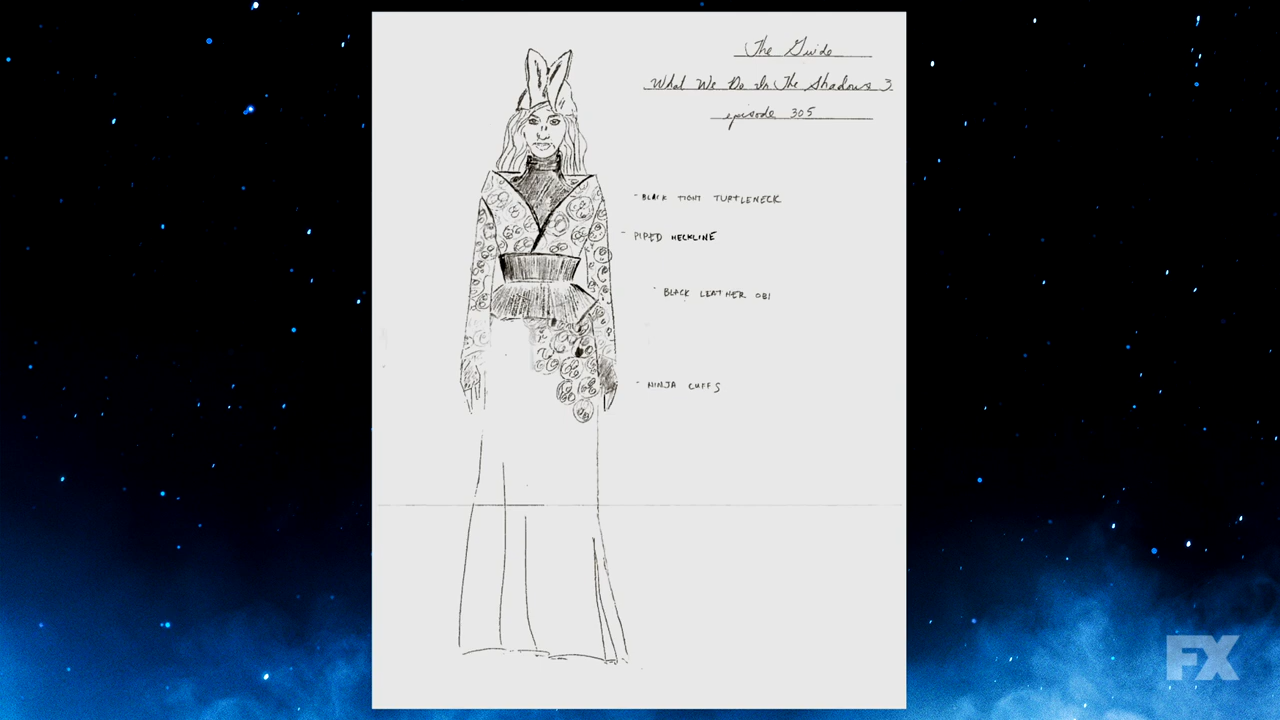 The Guide
What We Do In The Shadows 3
episode 305
- BLACK TIGHT TURTLENECK
- PIPED NECKLINE
- BLACK LEATHER OBI
- NINJA CUFFS
FX